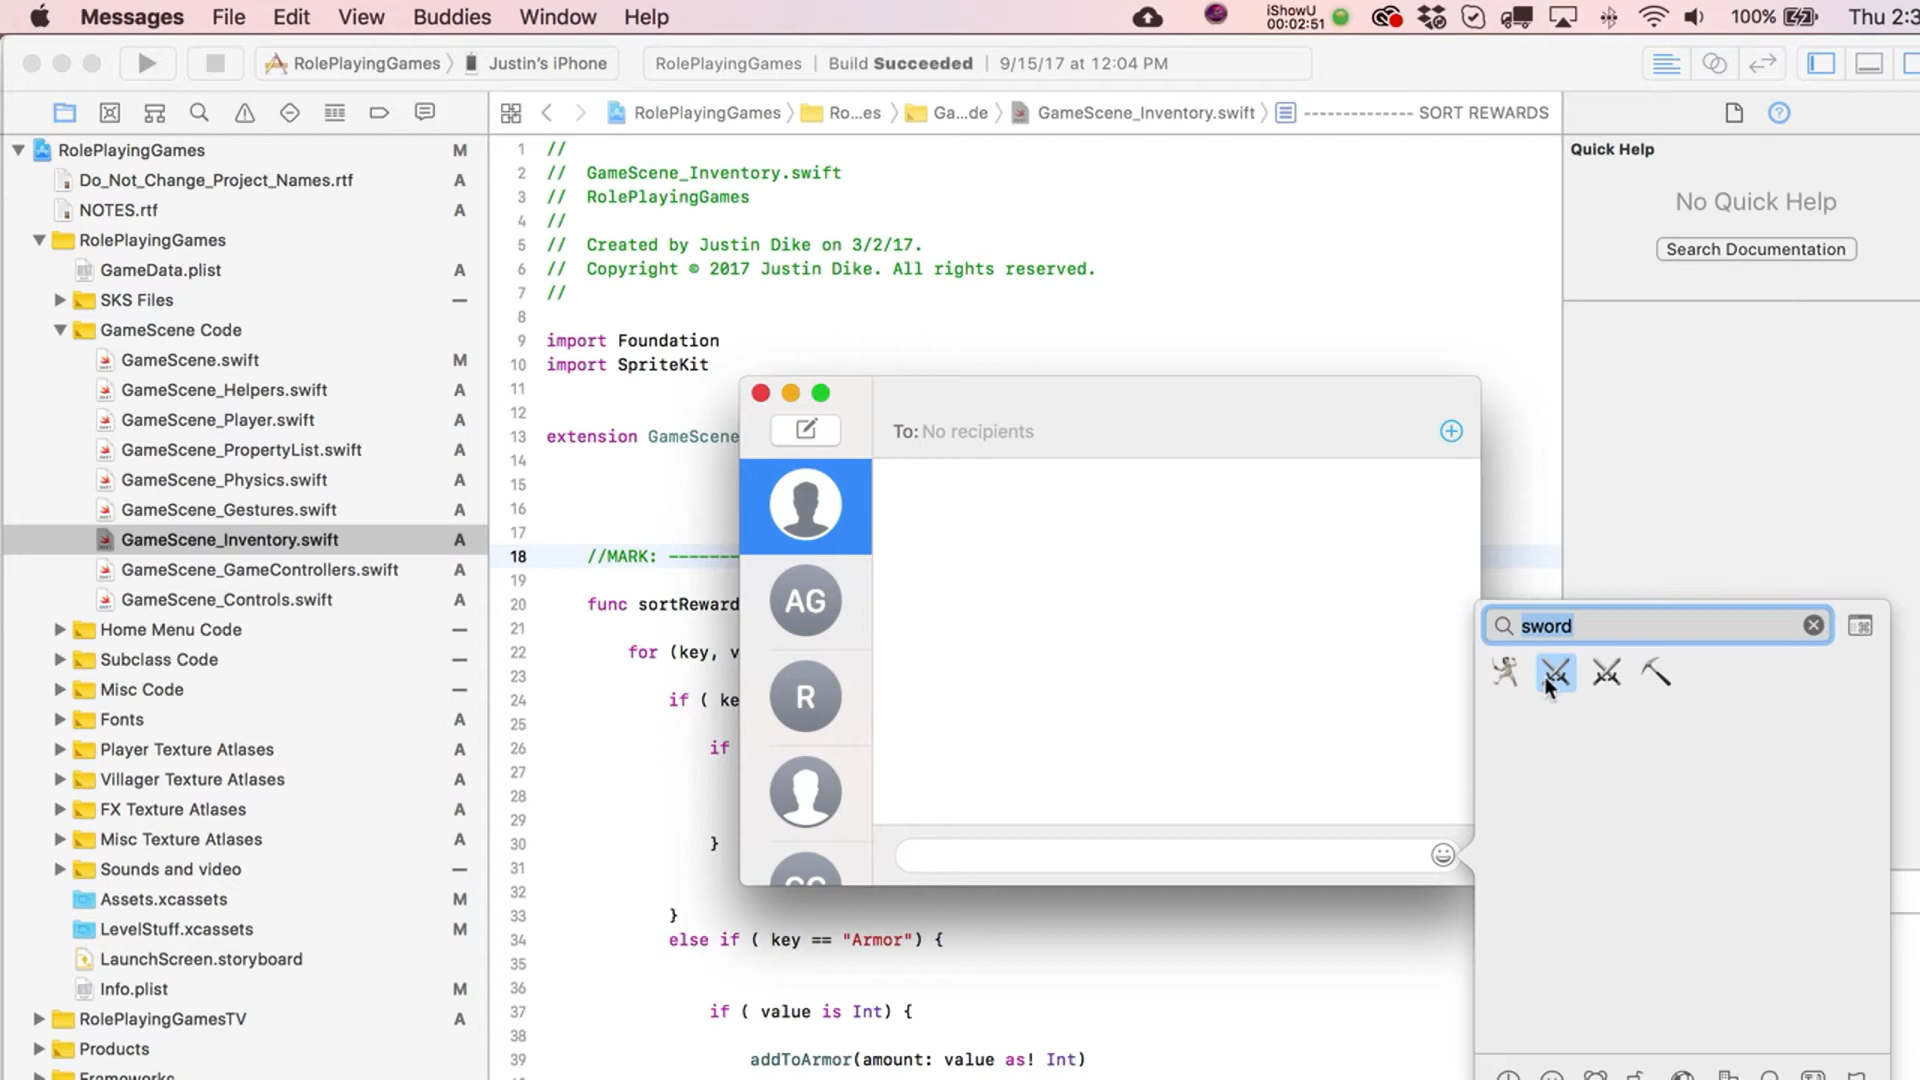 Messages File Edit View Buddies Window Help iShowU 00:02:51 100% Thu 2:3
RolePlayingGames Justin's iPhone RolePlayingGames | Build Succeeded | 9/15/17 at 12:04 PM
RolePlayingGames Ro...es Ga...de GameScene_Inventory.swift -------------- SORT REWARDS
RolePlayingGames M
Do_Not_Change_Project_Names.rtf A
NOTES.rtf A
RolePlayingGames
GameData.plist A
SKS Files —
GameScene Code
GameScene.swift M
GameScene_Helpers.swift A
GameScene_Player.swift A
GameScene_PropertyList.swift A
GameScene_Physics.swift A
GameScene_Gestures.swift A
GameScene_Inventory.swift A
GameScene_GameControllers.swift A
GameScene_Controls.swift A
Home Menu Code —
Subclass Code —
Misc Code —
Fonts A
Player Texture Atlases A
Villager Texture Atlases A
FX Texture Atlases A
Misc Texture Atlases A
Sounds and video —
Assets.xcassets M
LevelStuff.xcassets M
LaunchScreen.storyboard
Info.plist M
RolePlayingGamesTV A
Products
Frameworks
1 //
2 // GameScene_Inventory.swift
3 // RolePlayingGames
4 //
5 // Created by Justin Dike on 3/2/17.
6 // Copyright © 2017 Justin Dike. All rights reserved.
7 //
8
9 import Foundation
10 import SpriteKit
11
12
13 extension GameScene
14
15
16
17
18 //MARK: -------
19
20 func sortReward
21
22 for (key, v
23
24 if ( ke
25
26 if
27
28
29
30 }
31
32
33 }
34 else if ( key == "Armor") {
35
36
37 if ( value is Int) {
38
39 addToArmor(amount: value as! Int)
To: No recipients
AG
R
sword
Quick Help
No Quick Help
Search Documentation